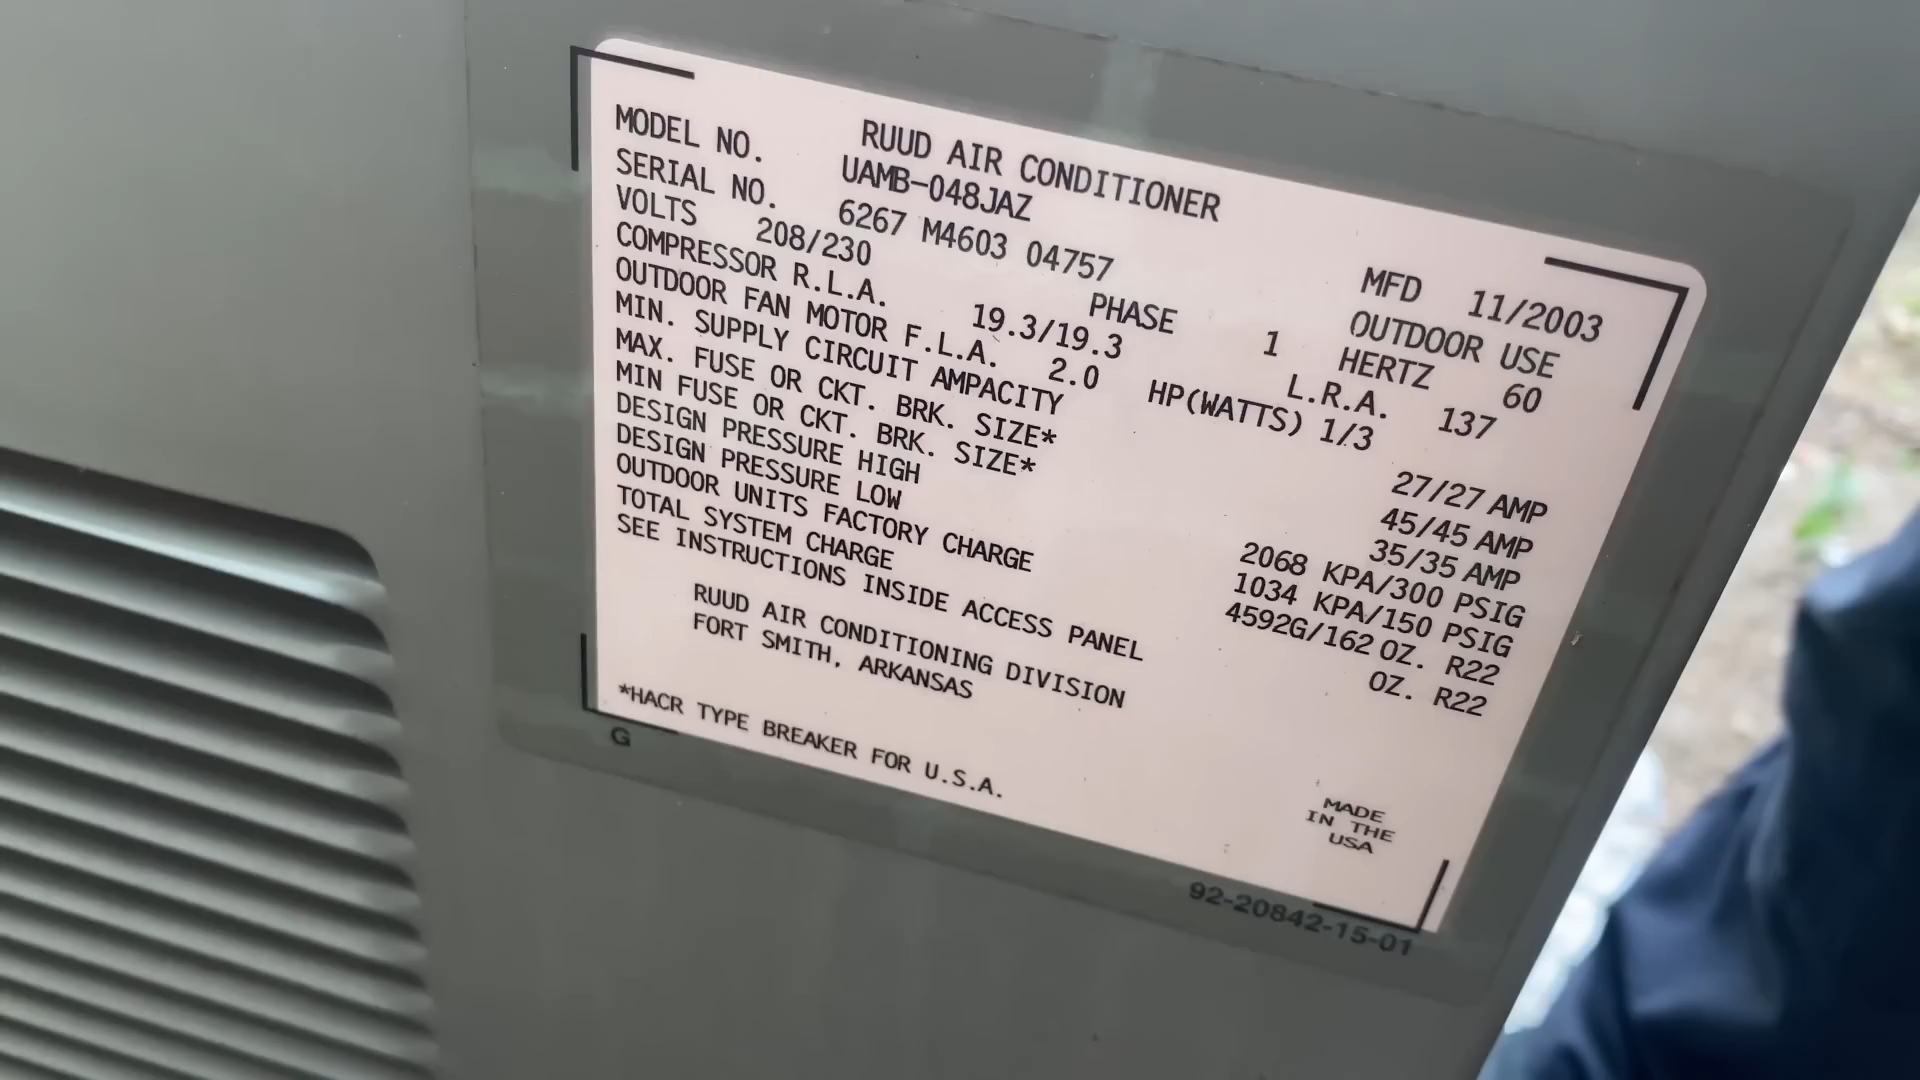 RUUD AIR CONDITIONER
MODEL NO. UAMB-048JAZ MFD 11/2003
SERIAL NO. 6267 M4603 04757 OUTDOOR USE
VOLTS 208/230 PHASE 1 HERTZ 60
COMPRESSOR R.L.A. 19.3/19.3 L.R.A. 137
OUTDOOR FAN MOTOR F.L.A. 2.0 HP(WATTS) 1/3
MIN. SUPPLY CIRCUIT AMPACITY 27/27 AMP
MAX. FUSE OR CKT. BRK. SIZE* 45/45 AMP
MIN FUSE OR CKT. BRK. SIZE* 35/35 AMP
DESIGN PRESSURE HIGH 2068 KPA/300 PSIG
DESIGN PRESSURE LOW 1034 KPA/150 PSIG
OUTDOOR UNITS FACTORY CHARGE 4592G/162 OZ. R22
TOTAL SYSTEM CHARGE OZ. R22
SEE INSTRUCTIONS INSIDE ACCESS PANEL
RUUD AIR CONDITIONING DIVISION
FORT SMITH, ARKANSAS
*HACR TYPE BREAKER FOR U.S.A.
G
MADE
IN THE
USA
92-20842-15-01